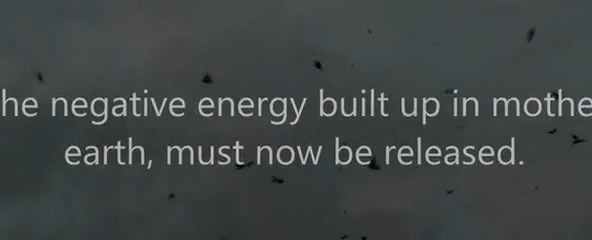 he negative energy built up in mothe
earth, must now be released.